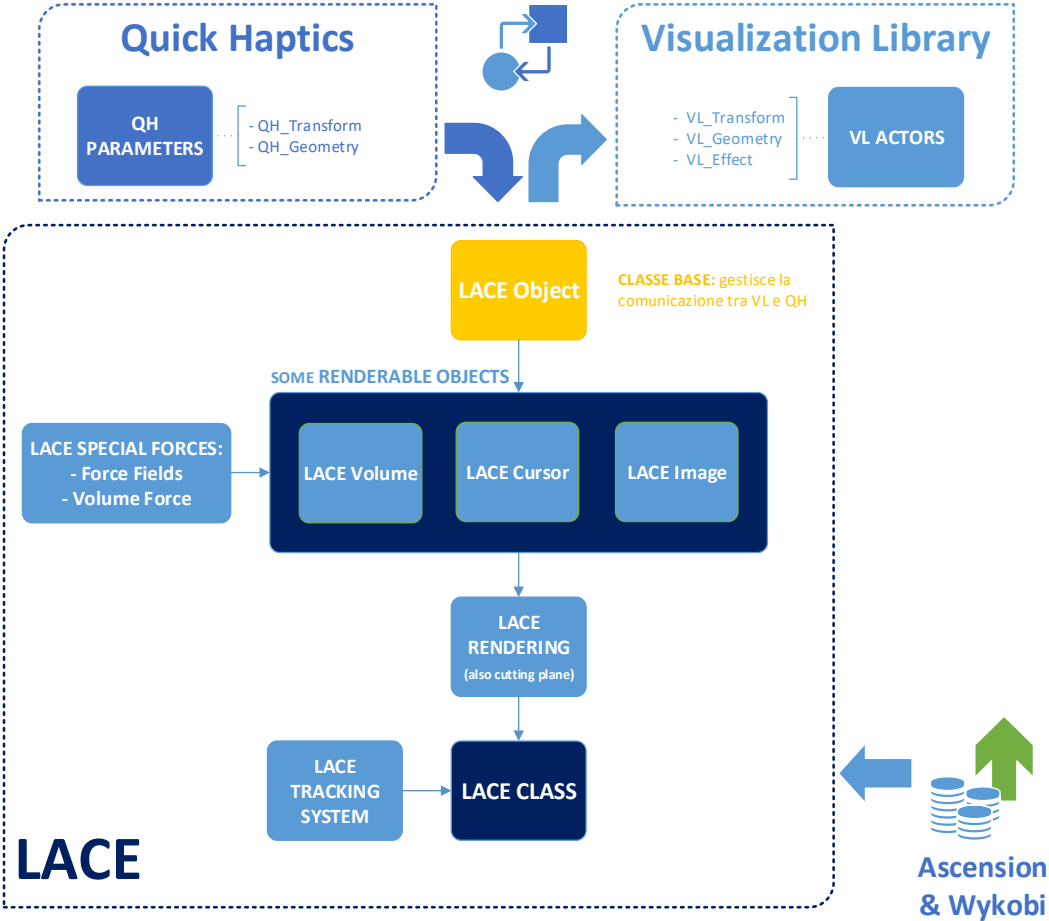 Quick Haptics
QH
PARAMETERS
- QH_Transform
- QH_Geometry
Visualization Library
- VL_Transform
- VL_Geometry
- VL_Effect
VL ACTORS
LACE Object
CLASSE BASE: gestisce la
comunicazione tra VL e QH
SOME RENDERABLE OBJECTS
LACE SPECIAL FORCES:
- Force Fields
- Volume Force
LACE Volume
LACE Cursor
LACE Image
LACE
RENDERING
(also cutting plane)
LACE
TRACKING
SYSTEM
LACE CLASS
LACE
Ascension
& Wykobi